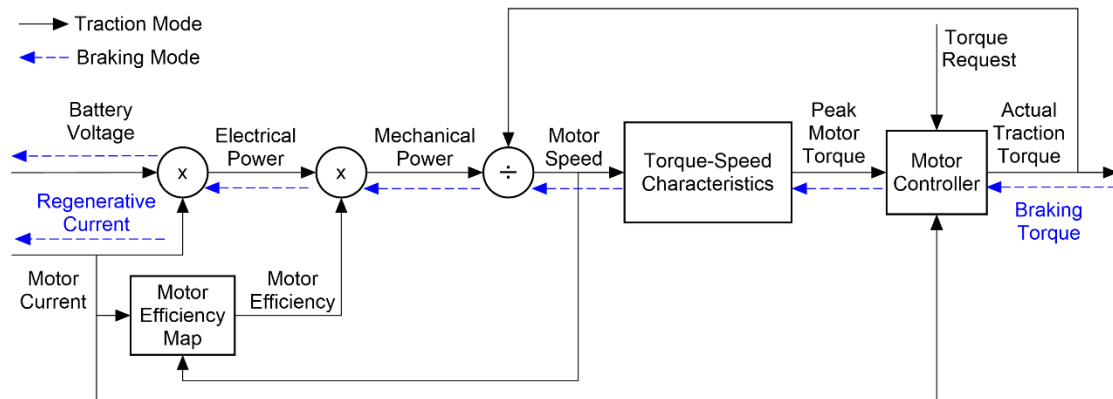 Traction Mode
Braking Mode
Torque
Request
Battery
Voltage
Electrical
Power
Mechanical
Power
Motor
Speed
Torque-Speed
Characteristics
Peak
Motor
Torque
Motor
Controller
Actual
Traction
Torque
x
x
÷
Regenerative
Current
Braking
Torque
Motor
Current
Motor
Efficiency
Map
Motor
Efficiency